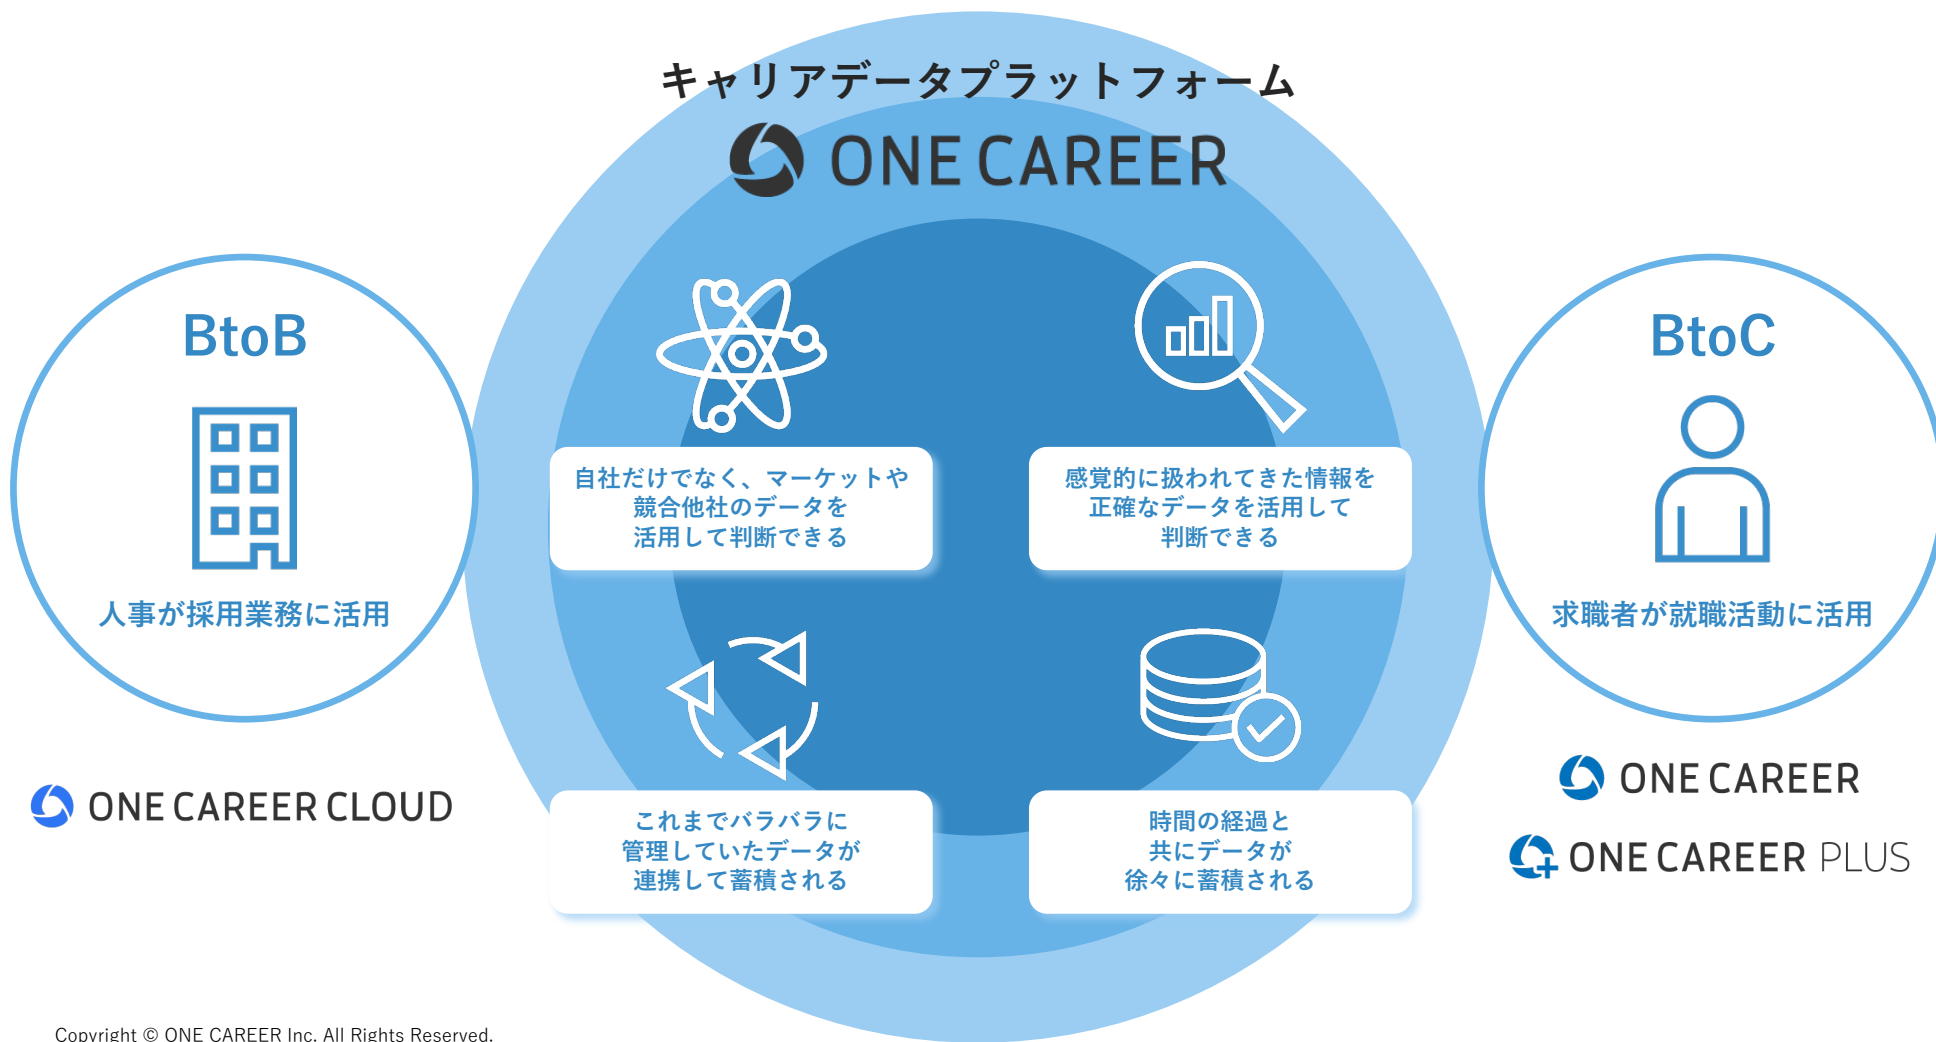 キャリアデータプラットフォーム
ONE CAREER
BtoB
人事が採用業務に活用
ONE CAREER CLOUD
自社だけでなく、マーケットや
競合他社のデータを
活用して判断できる
感覚的に扱われてきた情報を
正確なデータを活用して
判断できる
これまでバラバラに
管理していたデータが
連携して蓄積される
時間の経過と
共にデータが
徐々に蓄積される
BtoC
求職者が就職活動に活用
ONE CAREER
ONE CAREER PLUS
Copyright © ONE CAREER Inc. All Rights Reserved.